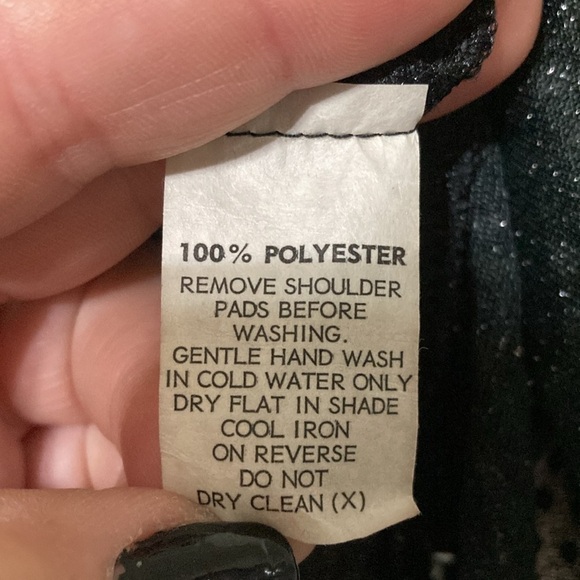 100% POLYESTER
REMOVE SHOULDER
PADS BEFORE
WASHING.
GENTLE HAND WASH
IN COLD WATER ONLY
DRY FLAT IN SHADE
COOL IRON
ON REVERSE
DO NOT
DRY CLEAN (X)